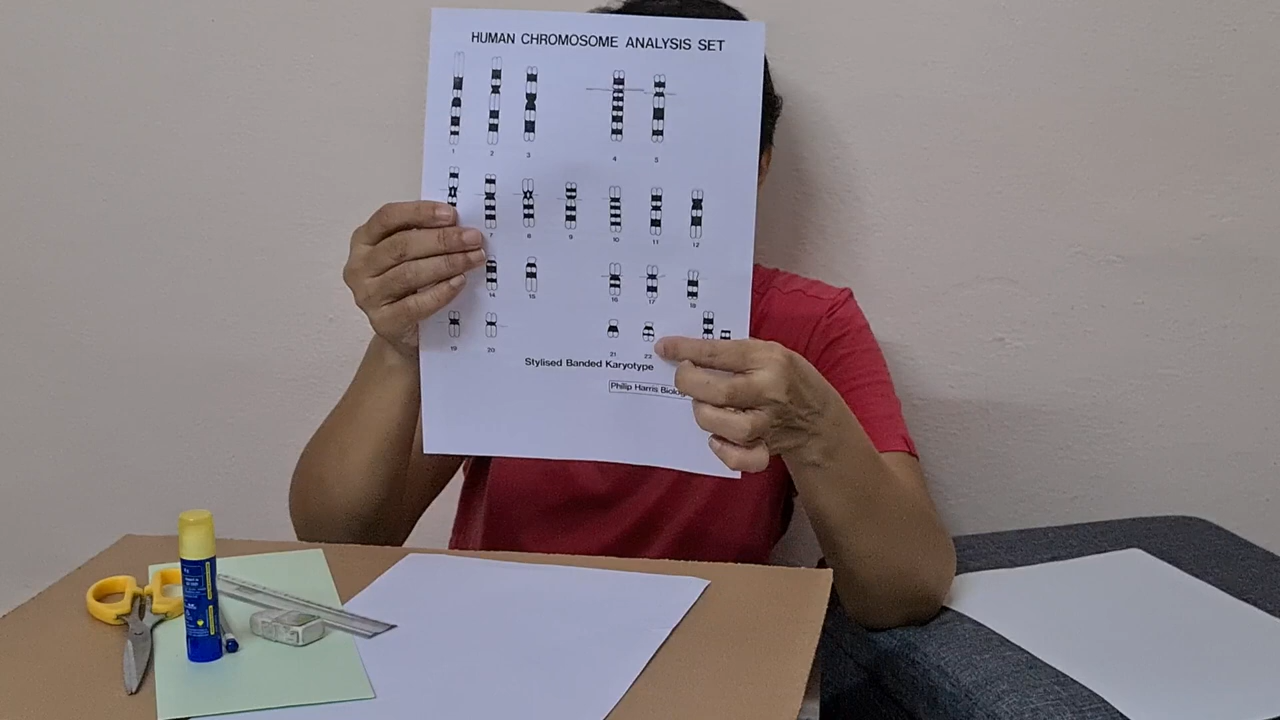 HUMAN CHROMOSOME ANALYSIS SET
1 2 3 4 5
7 8 9 10 11 12
14 15 16 17 18
19 20 21 22
Stylised Banded Karyotype
Philip Harris